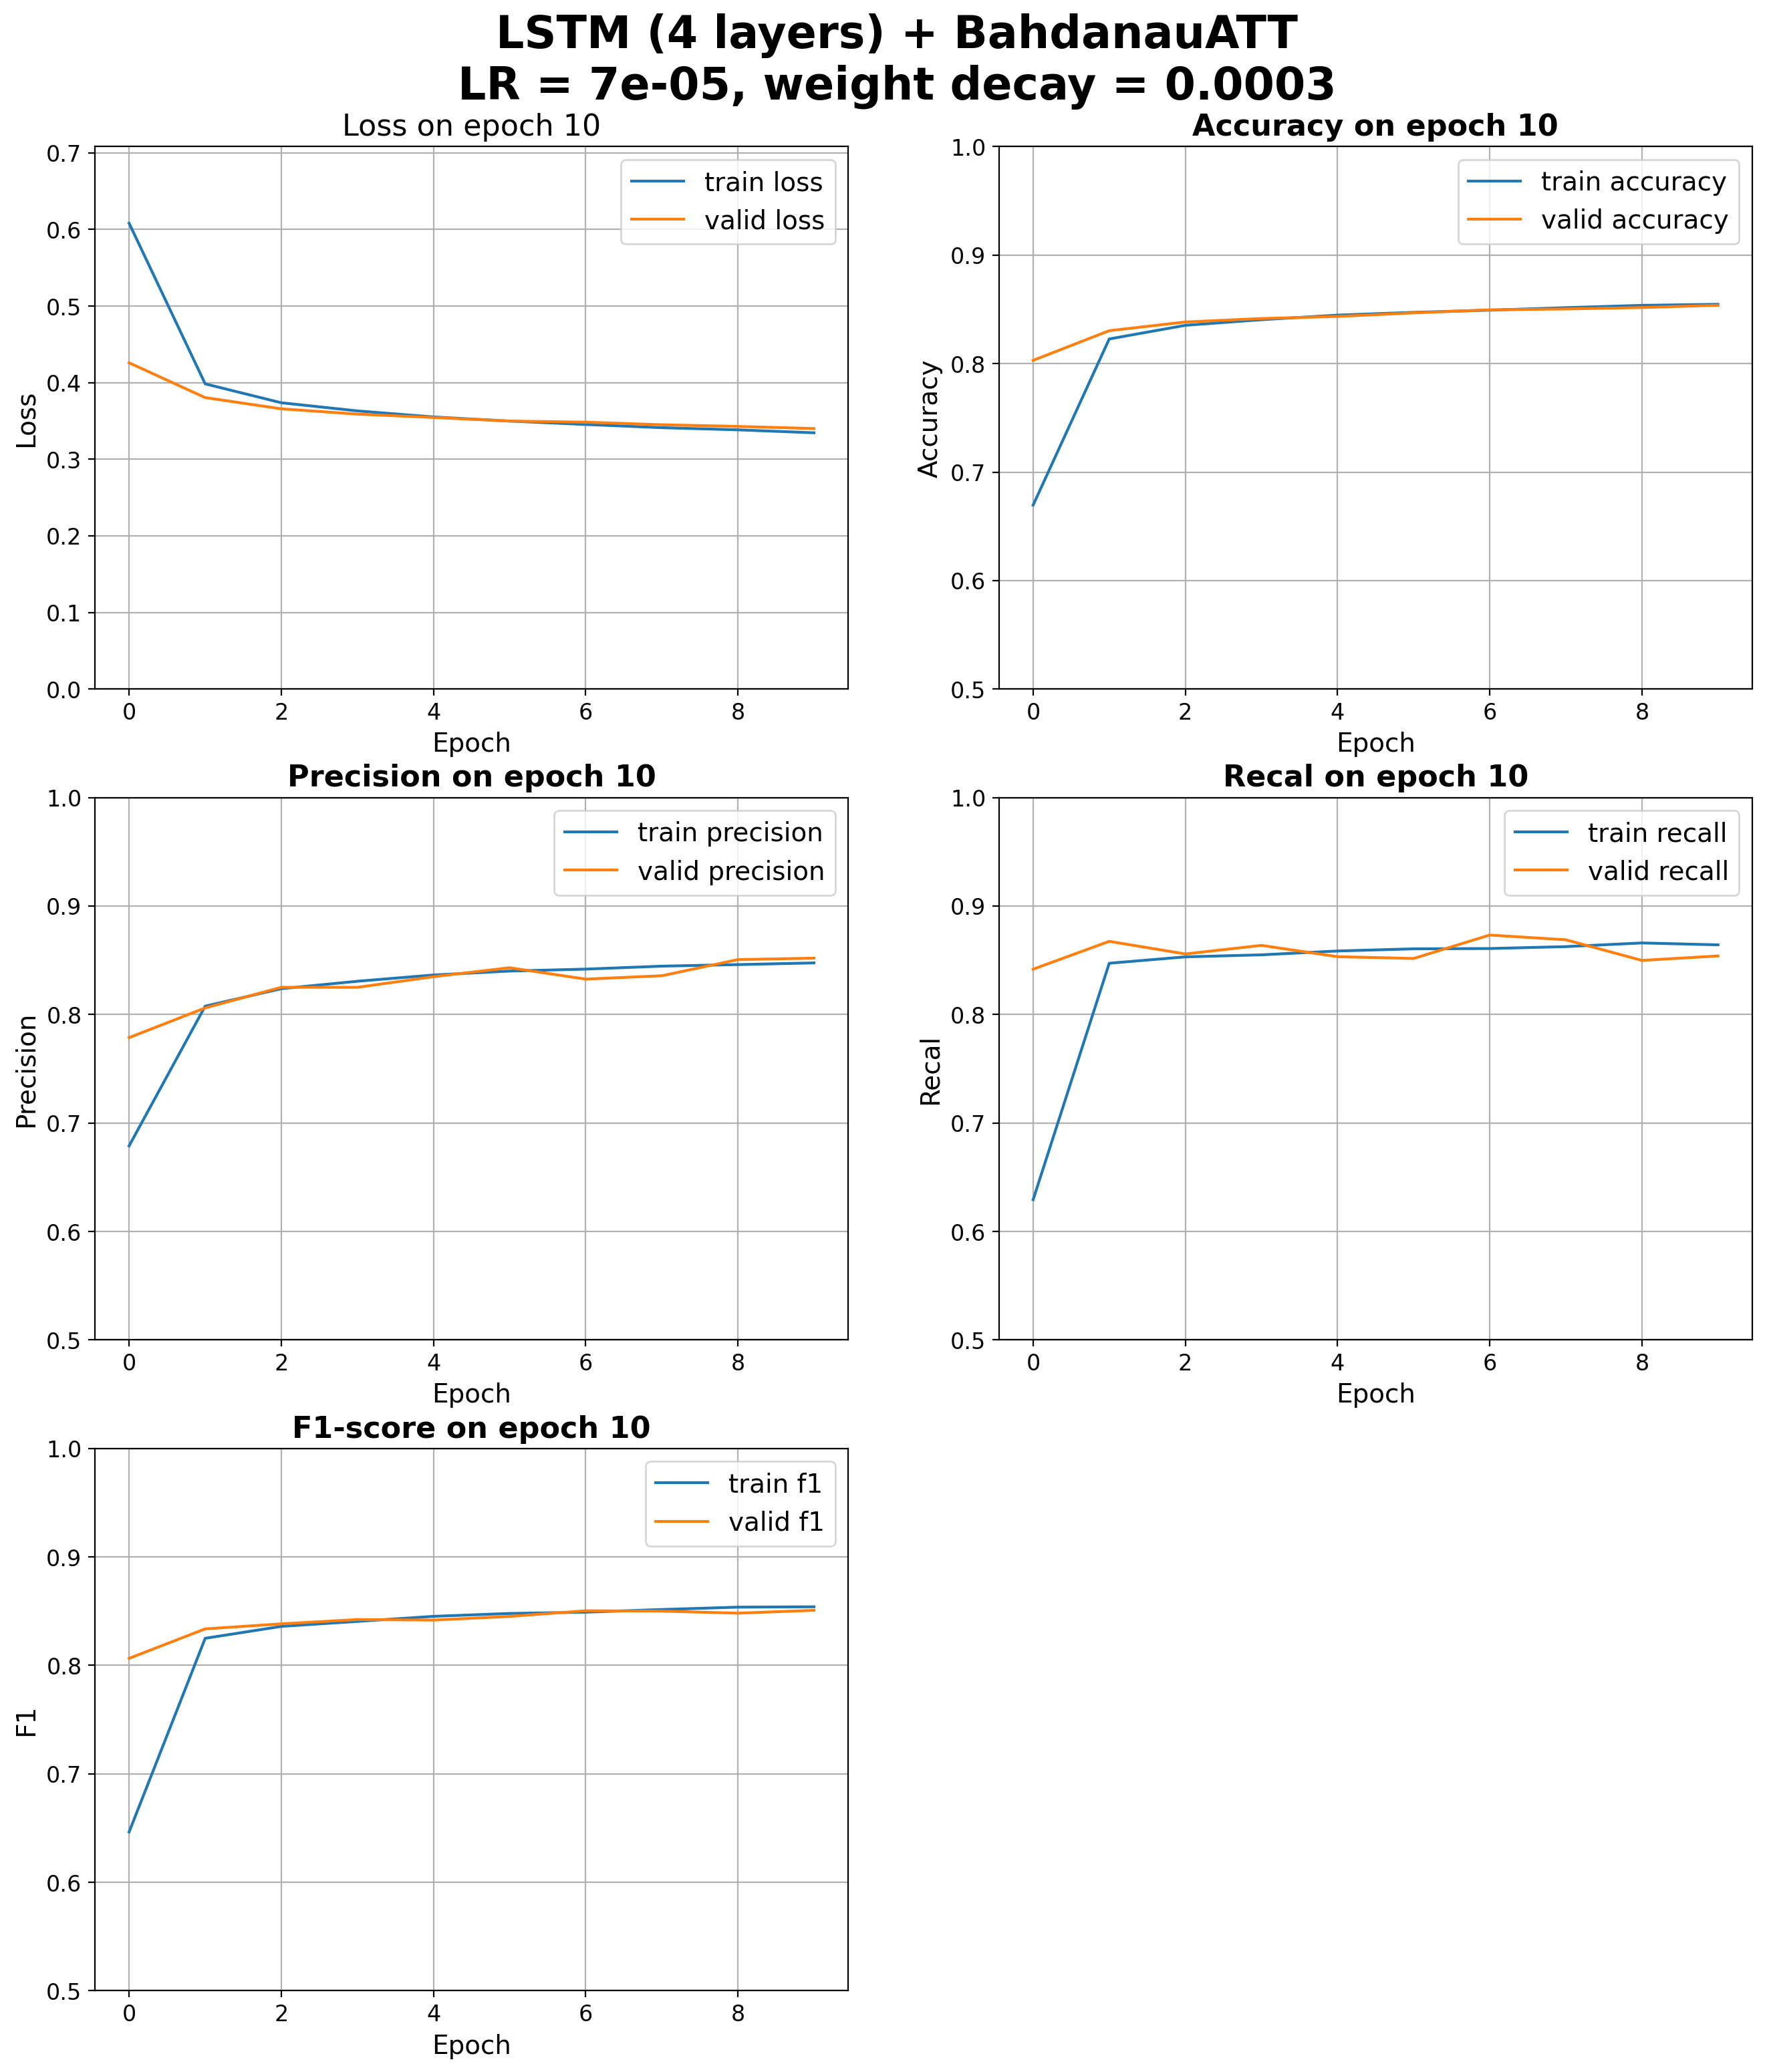 LSTM (4 layers) + BahdanauATT
LR = 7e-05, weight decay = 0.0003
Loss on epoch 10
0.7
0.6
0.5
0.4
0.3
0.2
0.1
0.0
Loss
train loss
valid loss
0 2 4 6 8
Epoch
Accuracy on epoch 10
1.0
0.9
0.8
0.7
0.6
0.5
Accuracy
train accuracy
valid accuracy
0 2 4 6 8
Epoch
Precision on epoch 10
1.0
0.9
0.8
0.7
0.6
0.5
Precision
train precision
valid precision
0 2 4 6 8
Epoch
Recal on epoch 10
1.0
0.9
0.8
0.7
0.6
0.5
Recal
train recall
valid recall
0 2 4 6 8
Epoch
F1-score on epoch 10
1.0
0.9
0.8
0.7
0.6
0.5
F1
train f1
valid f1
0 2 4 6 8
Epoch